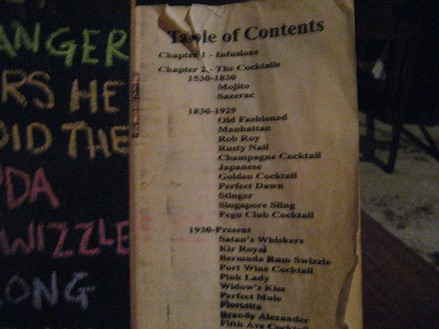 ANGER
RS HE
DID THE
DA
WIZZLE
ONG
Table of Contents
Chapter 1 - Infusions
Chapter 2 - The Cocktails
1530-1830
Mojito
Sazerac
1830-1929
Old Fashioned
Manhattan
Rob Roy
Rusty Nail
Champagne Cocktail
Japanese
Golden Cocktail
Perfect Dawn
Stinger
Singapore Sling
Pegu Club Cocktail
1930-Present
Satan's Whiskers
Kir Royal
Bermuda Rum Swizzle
Port Wine Cocktail
Pink Lady
Widow's Kiss
Perfect Mule
Floridita
Brandy Alexander
Fifth Ave Cocktail